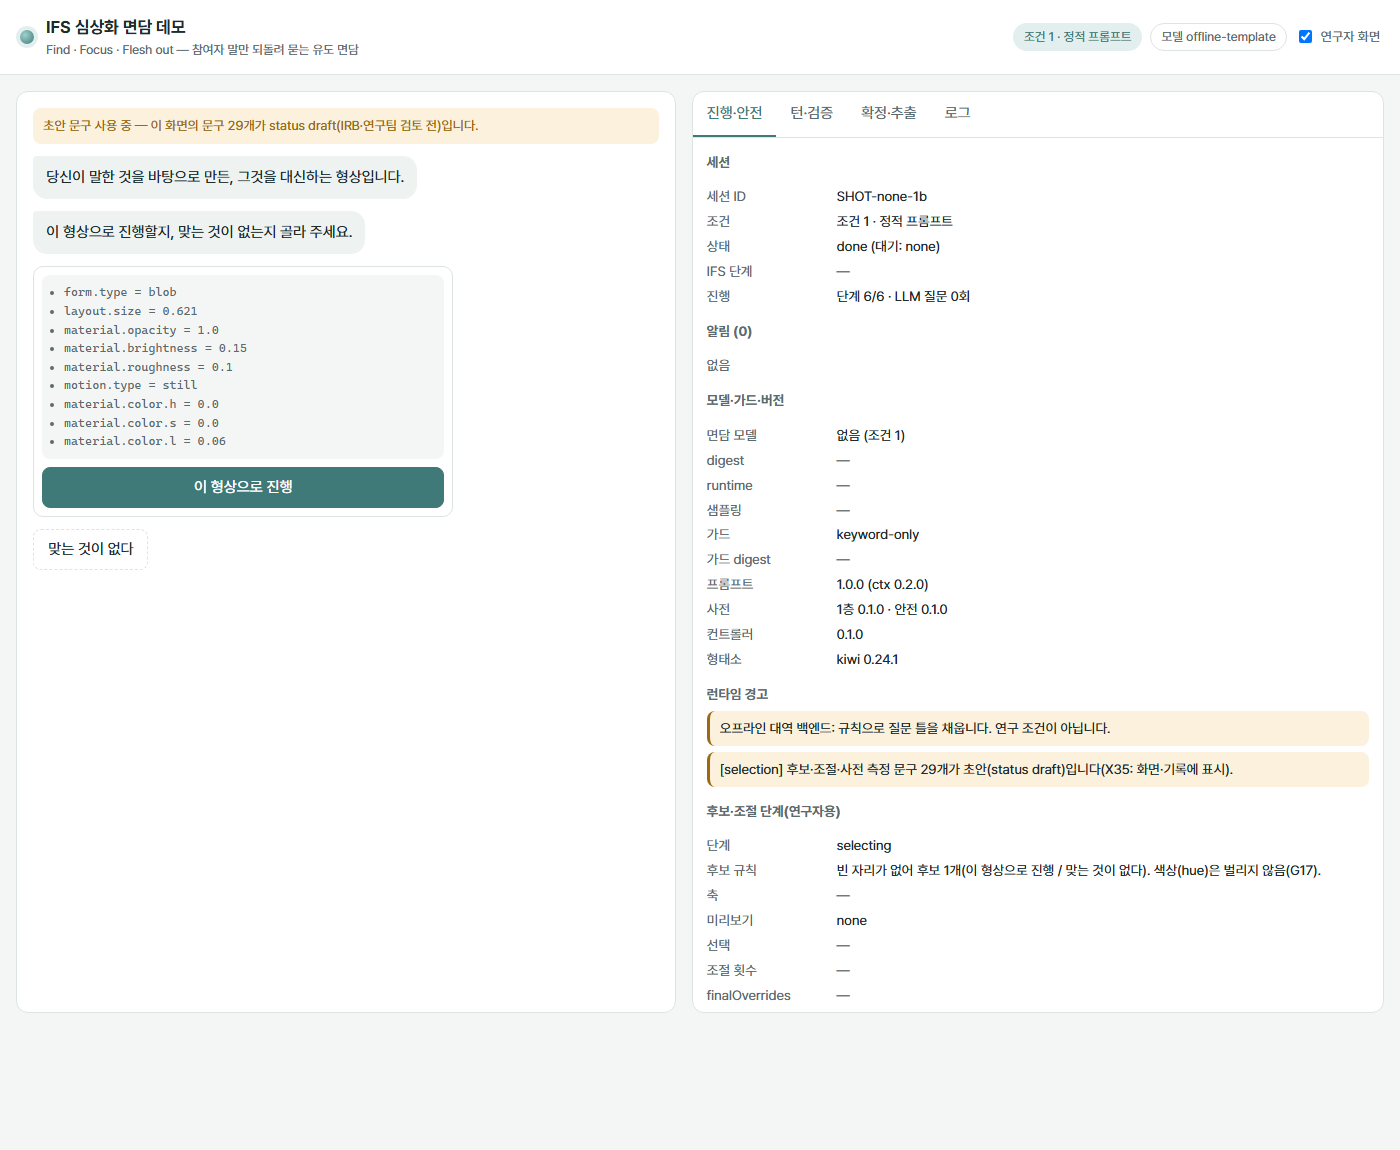 IFS 심상화 면담 데모
Find · Focus · Flesh out — 참여자 말만 되돌려 묻는 유도 면담
조건 1 · 정적 프롬프트
모델 offline-template
연구자 화면
초안 문구 사용 중 — 이 화면의 문구 29개가 status draft(IRB·연구팀 검토 전)입니다.
당신이 말한 것을 바탕으로 만든, 그것을 대신하는 형상입니다.
이 형상으로 진행할지, 맞는 것이 없는지 골라 주세요.
form.type = blob
layout.size = 0.621
material.opacity = 1.0
material.brightness = 0.15
material.roughness = 0.1
motion.type = still
material.color.h = 0.0
material.color.s = 0.0
material.color.l = 0.06
이 형상으로 진행
맞는 것이 없다
진행·안전 턴·검증 확정·추출 로그
세션
세션 ID SHOT-none-1b
조건 조건 1 · 정적 프롬프트
상태 done (대기: none)
IFS 단계 —
진행 단계 6/6 · LLM 질문 0회
알림 (0)
없음
모델·가드·버전
면담 모델 없음 (조건 1)
digest —
runtime —
샘플링 —
가드 keyword-only
가드 digest —
프롬프트 1.0.0 (ctx 0.2.0)
사전 1층 0.1.0 · 안전 0.1.0
컨트롤러 0.1.0
형태소 kiwi 0.24.1
런타임 경고
오프라인 대역 백엔드: 규칙으로 질문 틀을 채웁니다. 연구 조건이 아닙니다.
[selection] 후보·조절·사전 측정 문구 29개가 초안(status draft)입니다(X35: 화면·기록에 표시).
후보·조절 단계(연구자용)
단계 selecting
후보 규칙 빈 자리가 없어 후보 1개(이 형상으로 진행 / 맞는 것이 없다). 색상(hue)은 벌리지 않음(G17).
축 —
미리보기 none
선택 —
조절 횟수 —
finalOverrides —